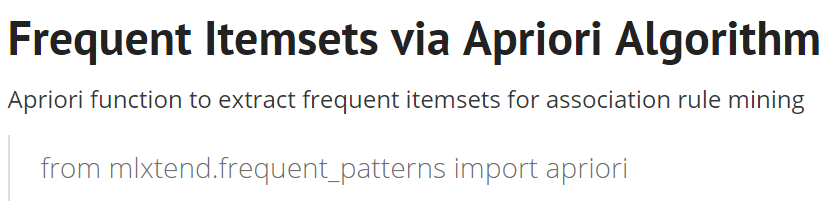 Frequent Itemsets via Apriori Algorithm
Apriori function to extract frequent itemsets for association rule mining
from mlxtend.frequent_patterns import apriori